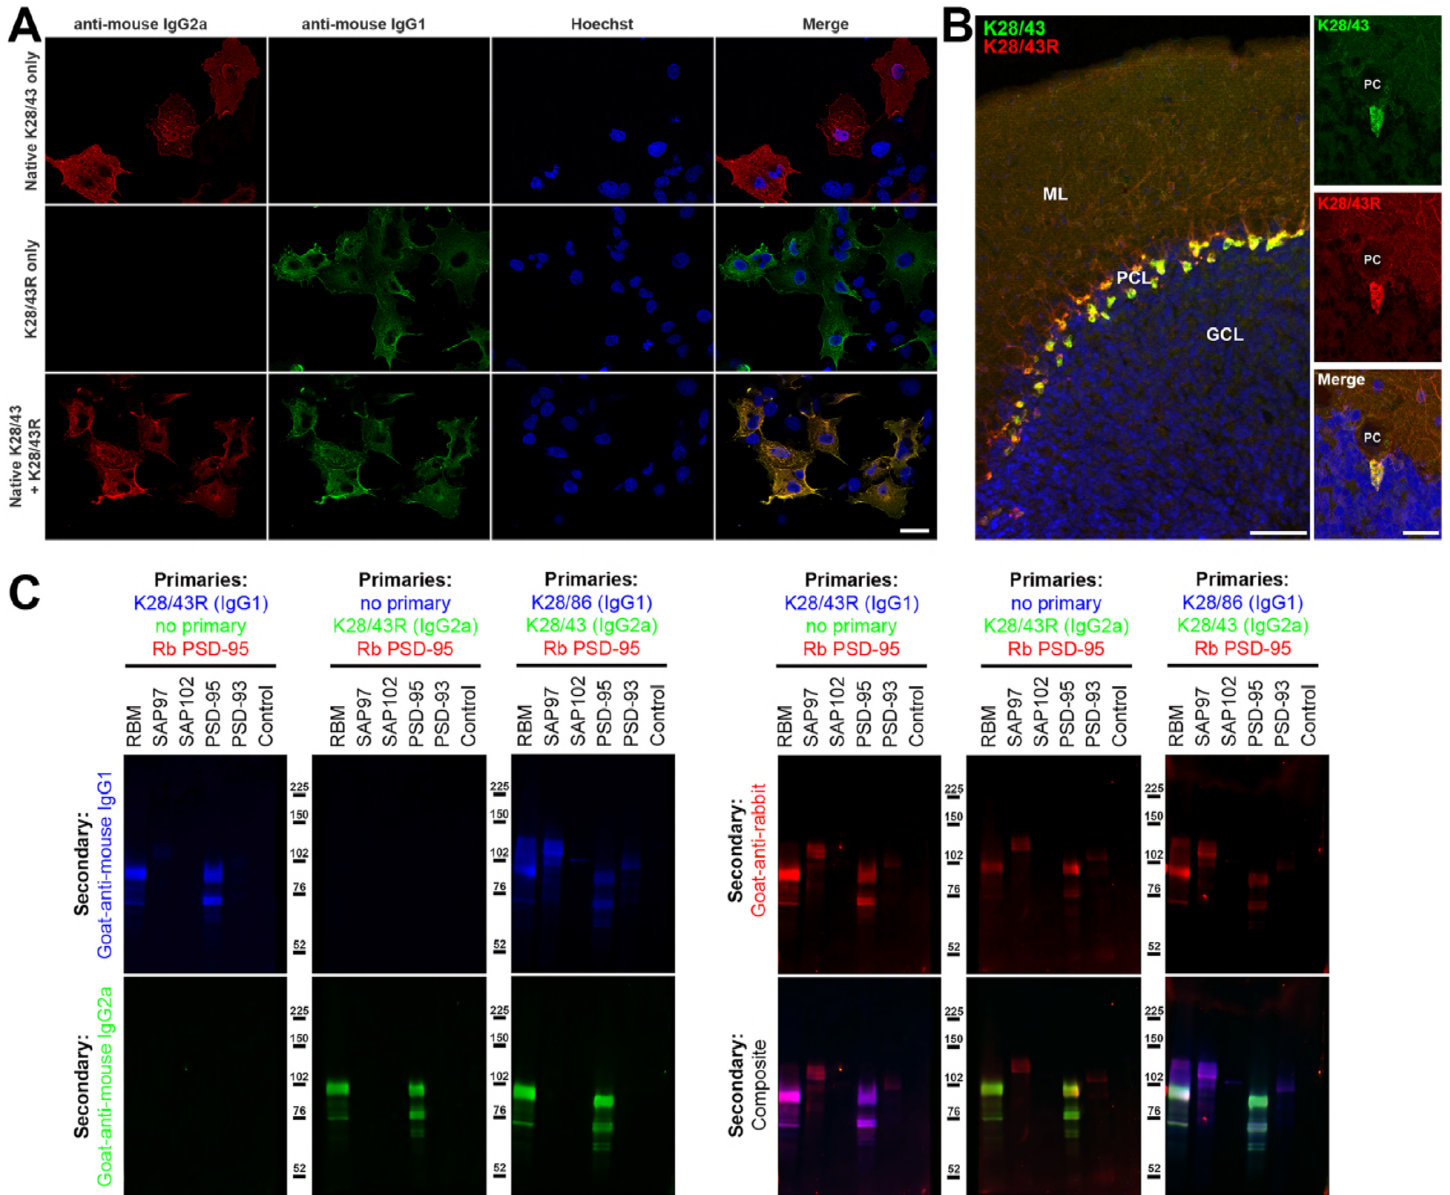 A
anti-mouse IgG2a
anti-mouse IgG1
Hoechst
Merge
Native K28/43 only
K28/43R only
Native K28/43
+ K28/43R
B
K28/43
K28/43R
ML
PCL
GCL
K28/43
PC
K28/43R
PC
Merge
PC
C
Primaries:
K28/43R (IgG1)
no primary
Rb PSD-95
Primaries:
no primary
K28/43R (IgG2a)
Rb PSD-95
Primaries:
K28/86 (IgG1)
K28/43 (IgG2a)
Rb PSD-95
Primaries:
K28/43R (IgG1)
no primary
Rb PSD-95
Primaries:
no primary
K28/43R (IgG2a)
Rb PSD-95
Primaries:
K28/86 (IgG1)
K28/43 (IgG2a)
Rb PSD-95
RBM SAP97 SAP102 PSD-95 PSD-93 Control
RBM SAP97 SAP102 PSD-95 PSD-93 Control
RBM SAP97 SAP102 PSD-95 PSD-93 Control
RBM SAP97 SAP102 PSD-95 PSD-93 Control
RBM SAP97 SAP102 PSD-95 PSD-93 Control
RBM SAP97 SAP102 PSD-95 PSD-93 Control
Secondary:
Goat-anti-mouse IgG1
225 225
150 150
102 102
76 76
52 52
Secondary:
Goat-anti-rabbit
225 225
150 150
102 102
76 76
52 52
Secondary:
Goat-anti-mouse IgG2a
225 225
150 150
102 102
76 76
52 52
Secondary:
Composite
225 225
150 150
102 102
76 76
52 52